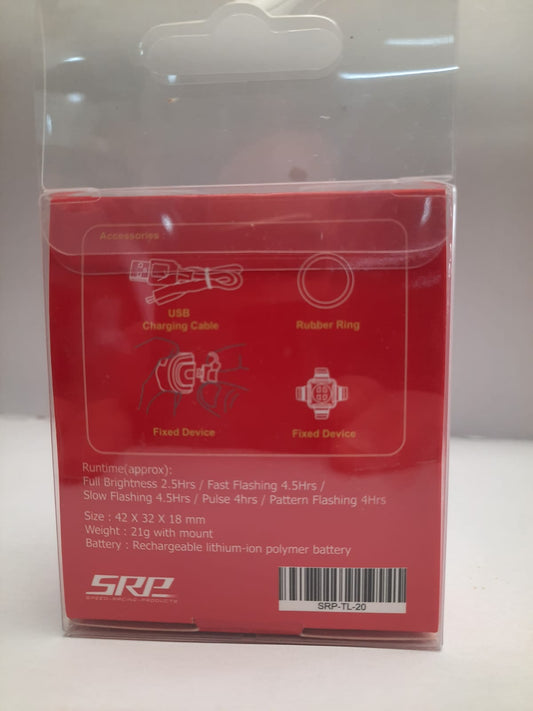 Accessories :
USB
Charging Cable
Rubber Ring
Fixed Device
Fixed Device
Runtime(approx):
Full Brightness 2.5Hrs / Fast Flashing 4.5Hrs /
Slow Flashing 4.5Hrs / Pulse 4hrs / Pattern Flashing 4Hrs
Size : 42 X 32 X 18 mm
Weight : 21g with mount
Battery : Rechargeable lithium-ion polymer battery
SRP
SPEED-RACING-PRODUCTS
SRP-TL-20